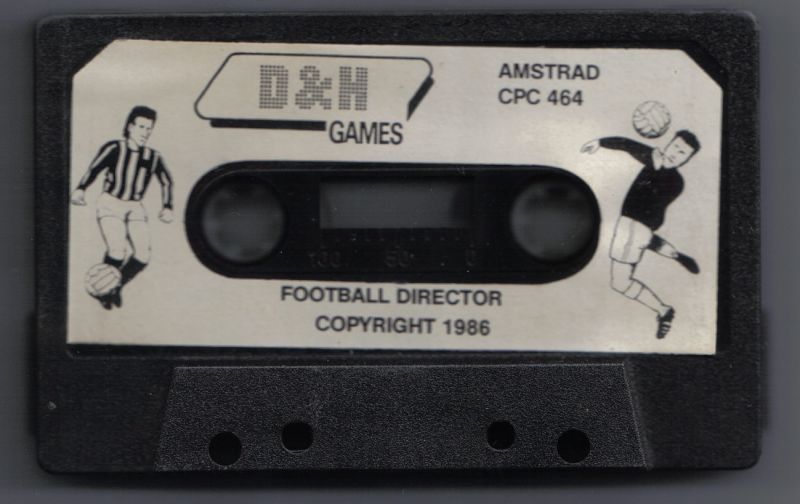 D&H
GAMES
AMSTRAD
CPC 464
100 50 0
FOOTBALL DIRECTOR
COPYRIGHT 1986